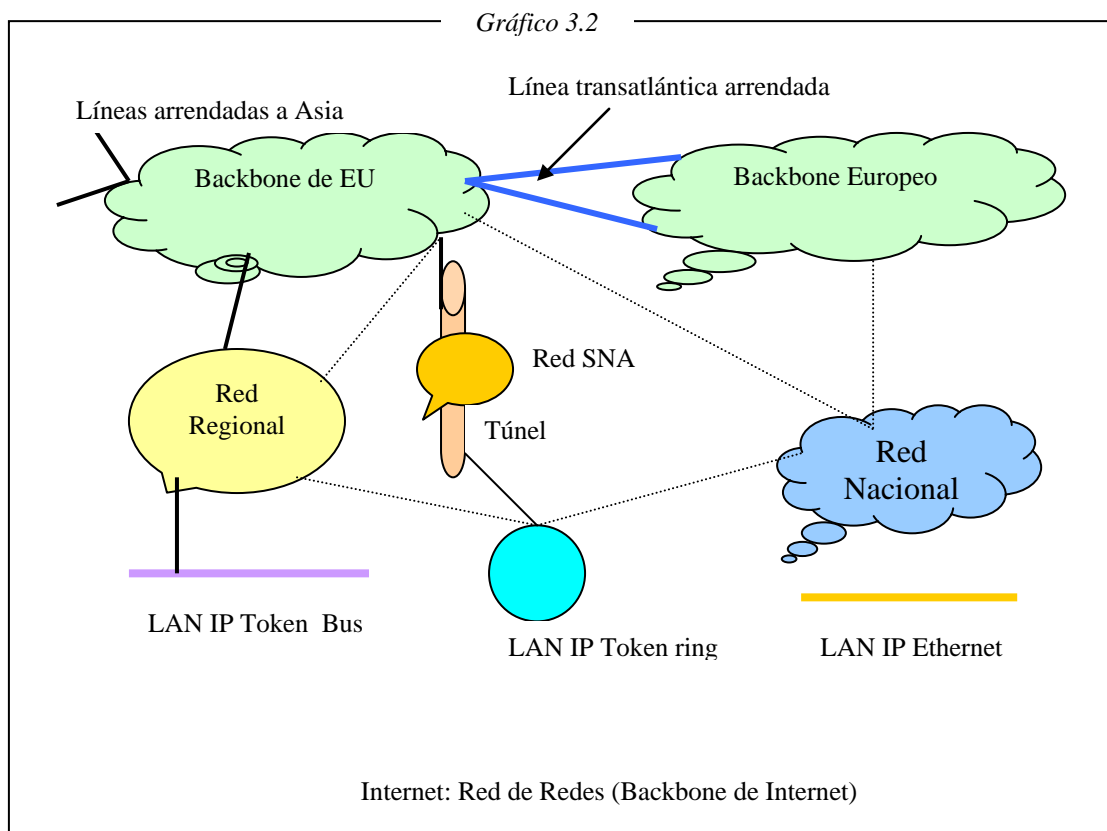 Gráfico 3.2
Línea transatlántica arrendada
Líneas arrendadas a Asia
Backbone de EU
Backbone Europeo
Red SNA
Red
Regional
Túnel
Red
Nacional
LAN IP Token Bus
LAN IP Token ring
LAN IP Ethernet
Internet: Red de Redes (Backbone de Internet)